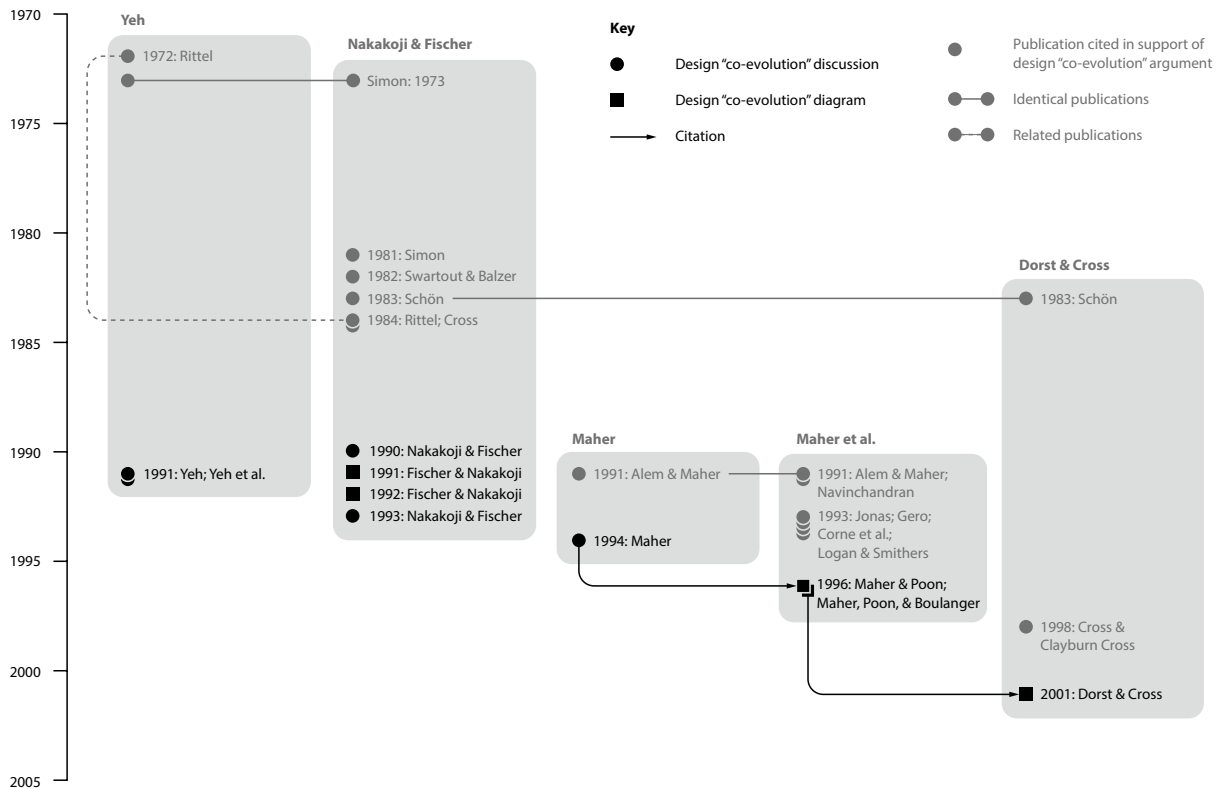 1970
1975
1980
1985
1990
1995
2000
2005
Yeh
1972: Rittel
1991: Yeh; Yeh et al.
Nakakoji & Fischer
Simon: 1973
1981: Simon
1982: Swartout & Balzer
1983: Schön
1984: Rittel; Cross
1990: Nakakoji & Fischer
1991: Fischer & Nakakoji
1992: Fischer & Nakakoji
1993: Nakakoji & Fischer
Key
Design “co-evolution” discussion
Design “co-evolution” diagram
Citation
Publication cited in support of
design “co-evolution” argument
Identical publications
Related publications
Maher
1991: Alem & Maher
1994: Maher
Maher et al.
1991: Alem & Maher;
Navinchandran
1993: Jonas; Gero;
Corne et al.;
Logan & Smithers
1996: Maher & Poon;
Maher, Poon, & Boulanger
Dorst & Cross
1983: Schön
1998: Cross &
Clayburn Cross
2001: Dorst & Cross